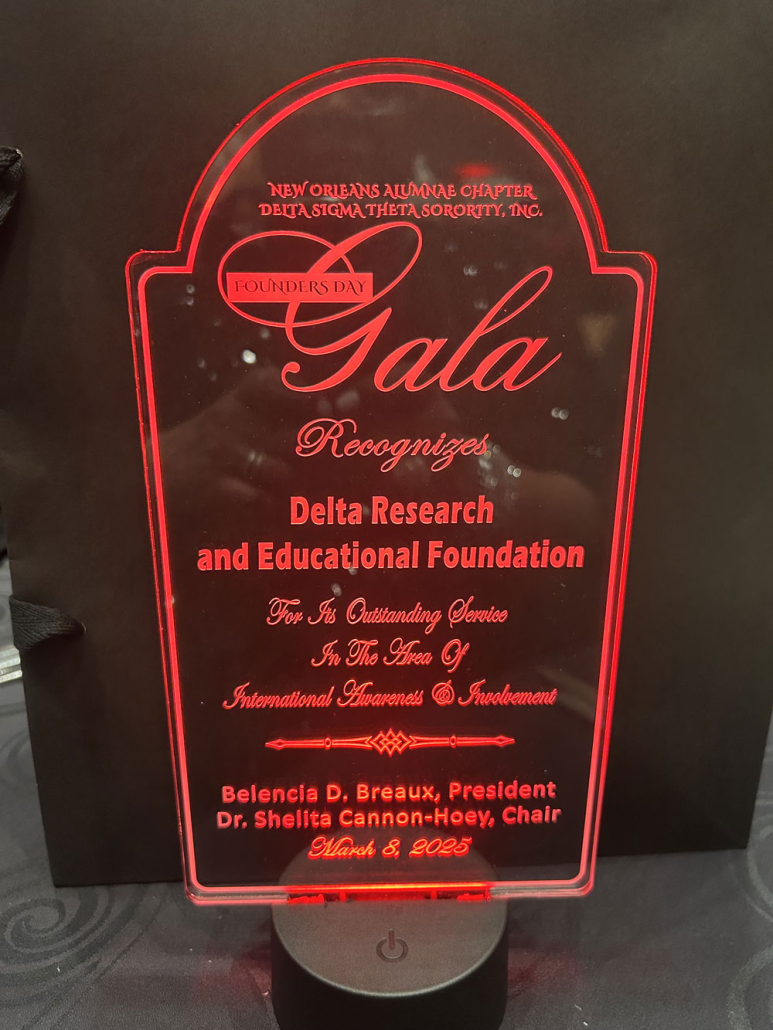 NEW ORLEANS ALUMNAE CHAPTER
DELTA SIGMA THETA SORORITY, INC.
FOUNDERS DAY
Gala
Recognizes
Delta Research
and Educational Foundation
For Its Outstanding Service
In The Area Of
International Awareness & Involvement
Belencia D. Breaux, President
Dr. Shelita Cannon-Hoey, Chair
March 8, 2025